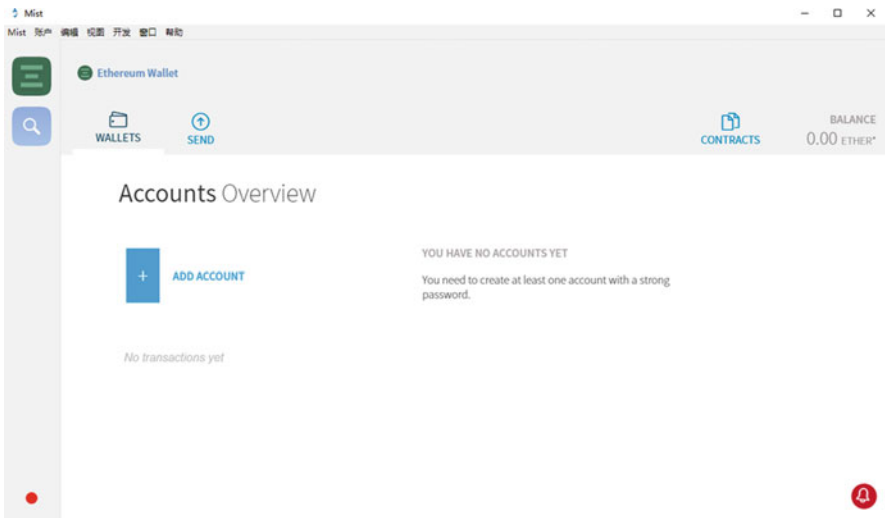 Mist
Mist 账户 编辑 视图 开发 窗口 帮助
Ethereum Wallet
WALLETS
SEND
CONTRACTS
BALANCE
0.00 ETHER*
Accounts Overview
ADD ACCOUNT
YOU HAVE NO ACCOUNTS YET
You need to create at least one account with a strong
password.
No transactions yet